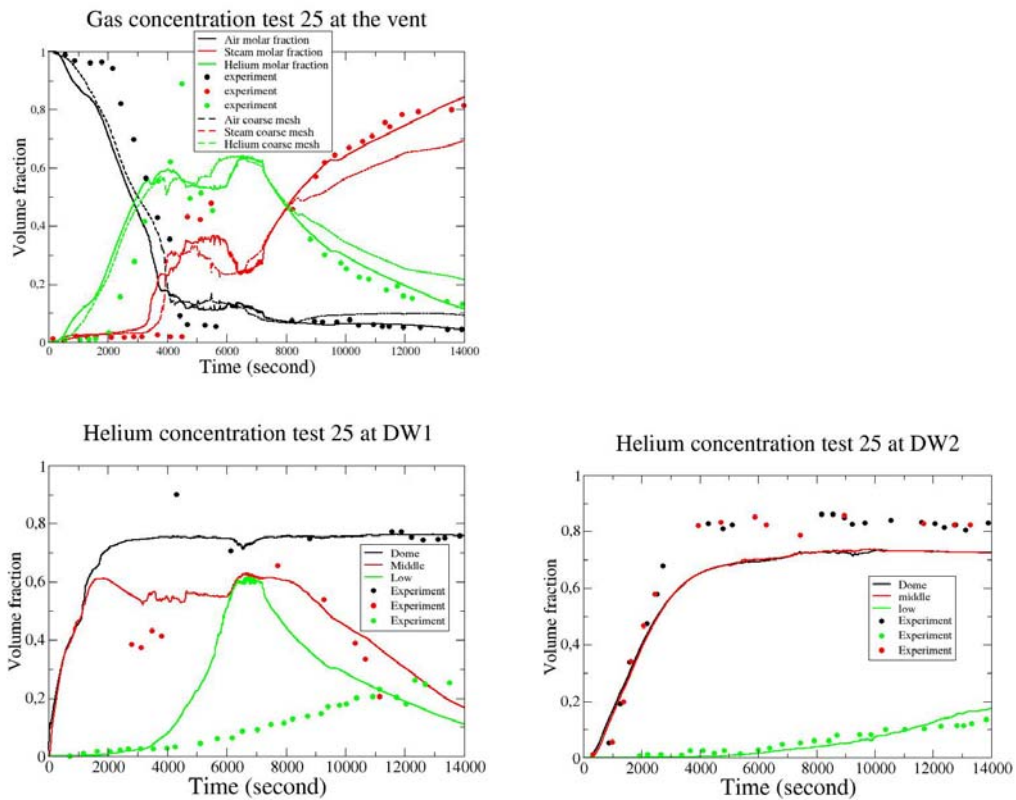 Gas concentration test 25 at the vent
Air molar fraction
Steam molar fraction
Helium molar fraction
experiment
experiment
experiment
Air coarse mesh
Steam coarse mesh
Helium coarse mesh
Volume fraction
1
0,8
0,6
0,4
0,2
0
0 2000 4000 6000 8000 10000 12000 14000
Time (second)
Helium concentration test 25 at DW1
Dome
Middle
Low
Experiment
Experiment
Experiment
Volume fraction
1
0,8
0,6
0,4
0,2
0
0 2000 4000 6000 8000 10000 12000 14000
Time (second)
Helium concentration test 25 at DW2
Dome
middle
low
Experiment
Experiment
Experiment
Volume fraction
1
0,8
0,6
0,4
0,2
0
0 2000 4000 6000 8000 10000 12000 14000
Time (second)